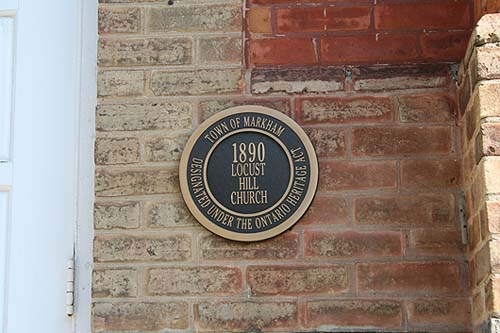 TOWN OF MARKHAM
1890
LOCUST
HILL
CHURCH
DESIGNATED UNDER THE ONTARIO HERITAGE ACT